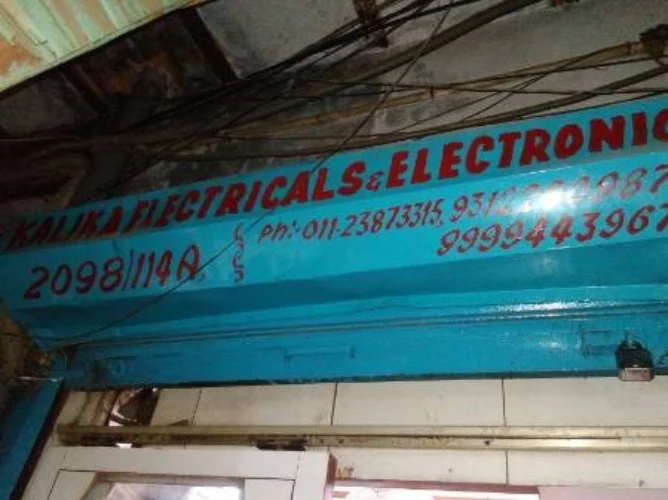 KALIKA ELECTRICALS & ELECTRONIC
2098/114A, Ph:-011-23873315,
9999443967